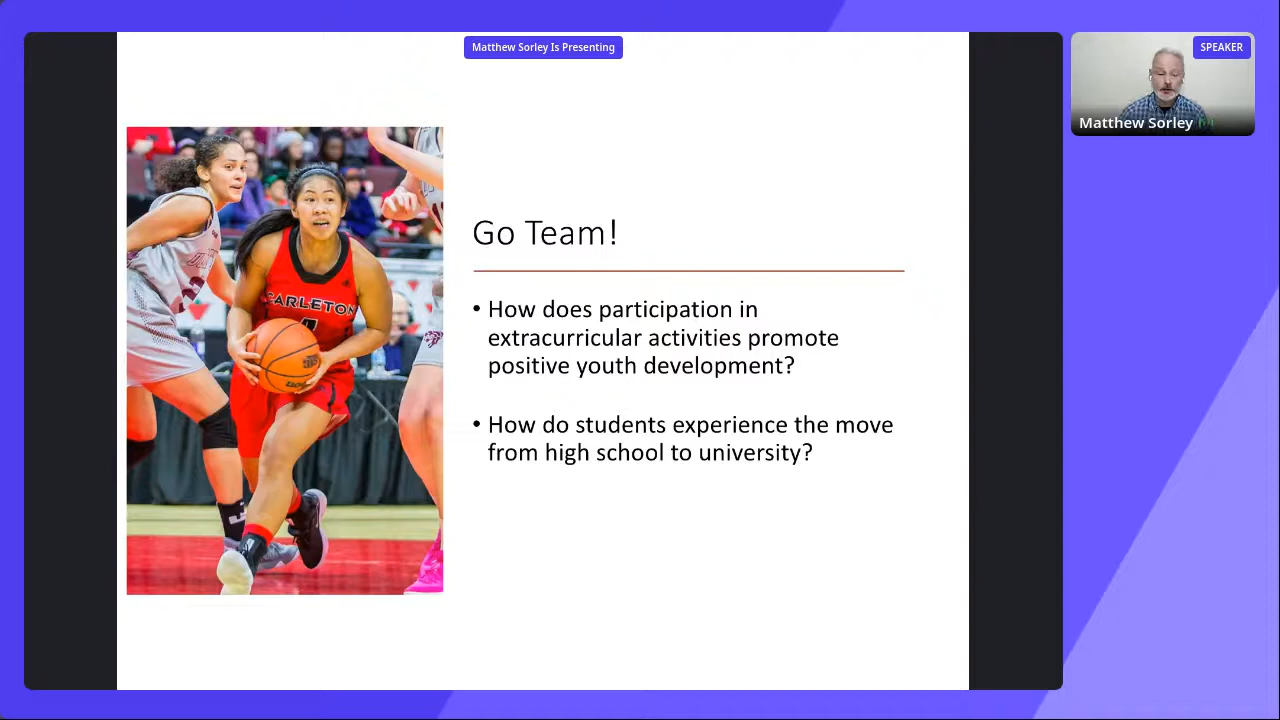 Matthew Sorley Is Presenting
SPEAKER
Matthew Sorley
Go Team!
• How does participation in
extracurricular activities promote
positive youth development?
• How do students experience the move
from high school to university?
CARLETON